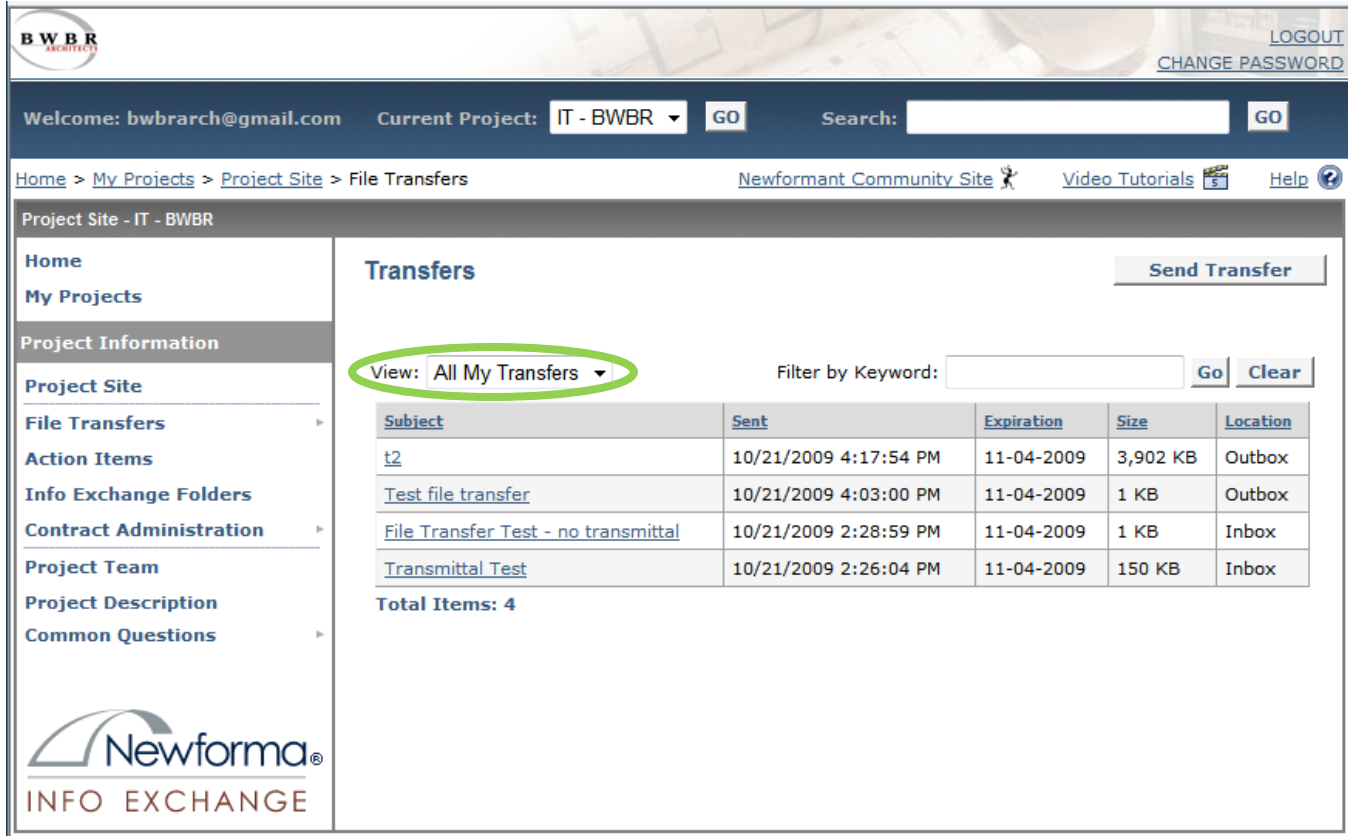 BWBR
ARCHITECTS
LOGOUT
CHANGE PASSWORD
Welcome: bwbrarch@gmail.com Current Project: IT - BWBR GO Search: GO
Home > My Projects > Project Site > File Transfers Newformant Community Site Video Tutorials 5 Help ?
Project Site - IT - BWBR
Home
My Projects
Project Information
Project Site
File Transfers
Action Items
Info Exchange Folders
Contract Administration
Project Team
Project Description
Common Questions
Newforma®
INFO EXCHANGE
Transfers Send Transfer
View: All My Transfers Filter by Keyword: Go Clear
Subject Sent Expiration Size Location
t2 10/21/2009 4:17:54 PM 11-04-2009 3,902 KB Outbox
Test file transfer 10/21/2009 4:03:00 PM 11-04-2009 1 KB Outbox
File Transfer Test - no transmittal 10/21/2009 2:28:59 PM 11-04-2009 1 KB Inbox
Transmittal Test 10/21/2009 2:26:04 PM 11-04-2009 150 KB Inbox
Total Items: 4